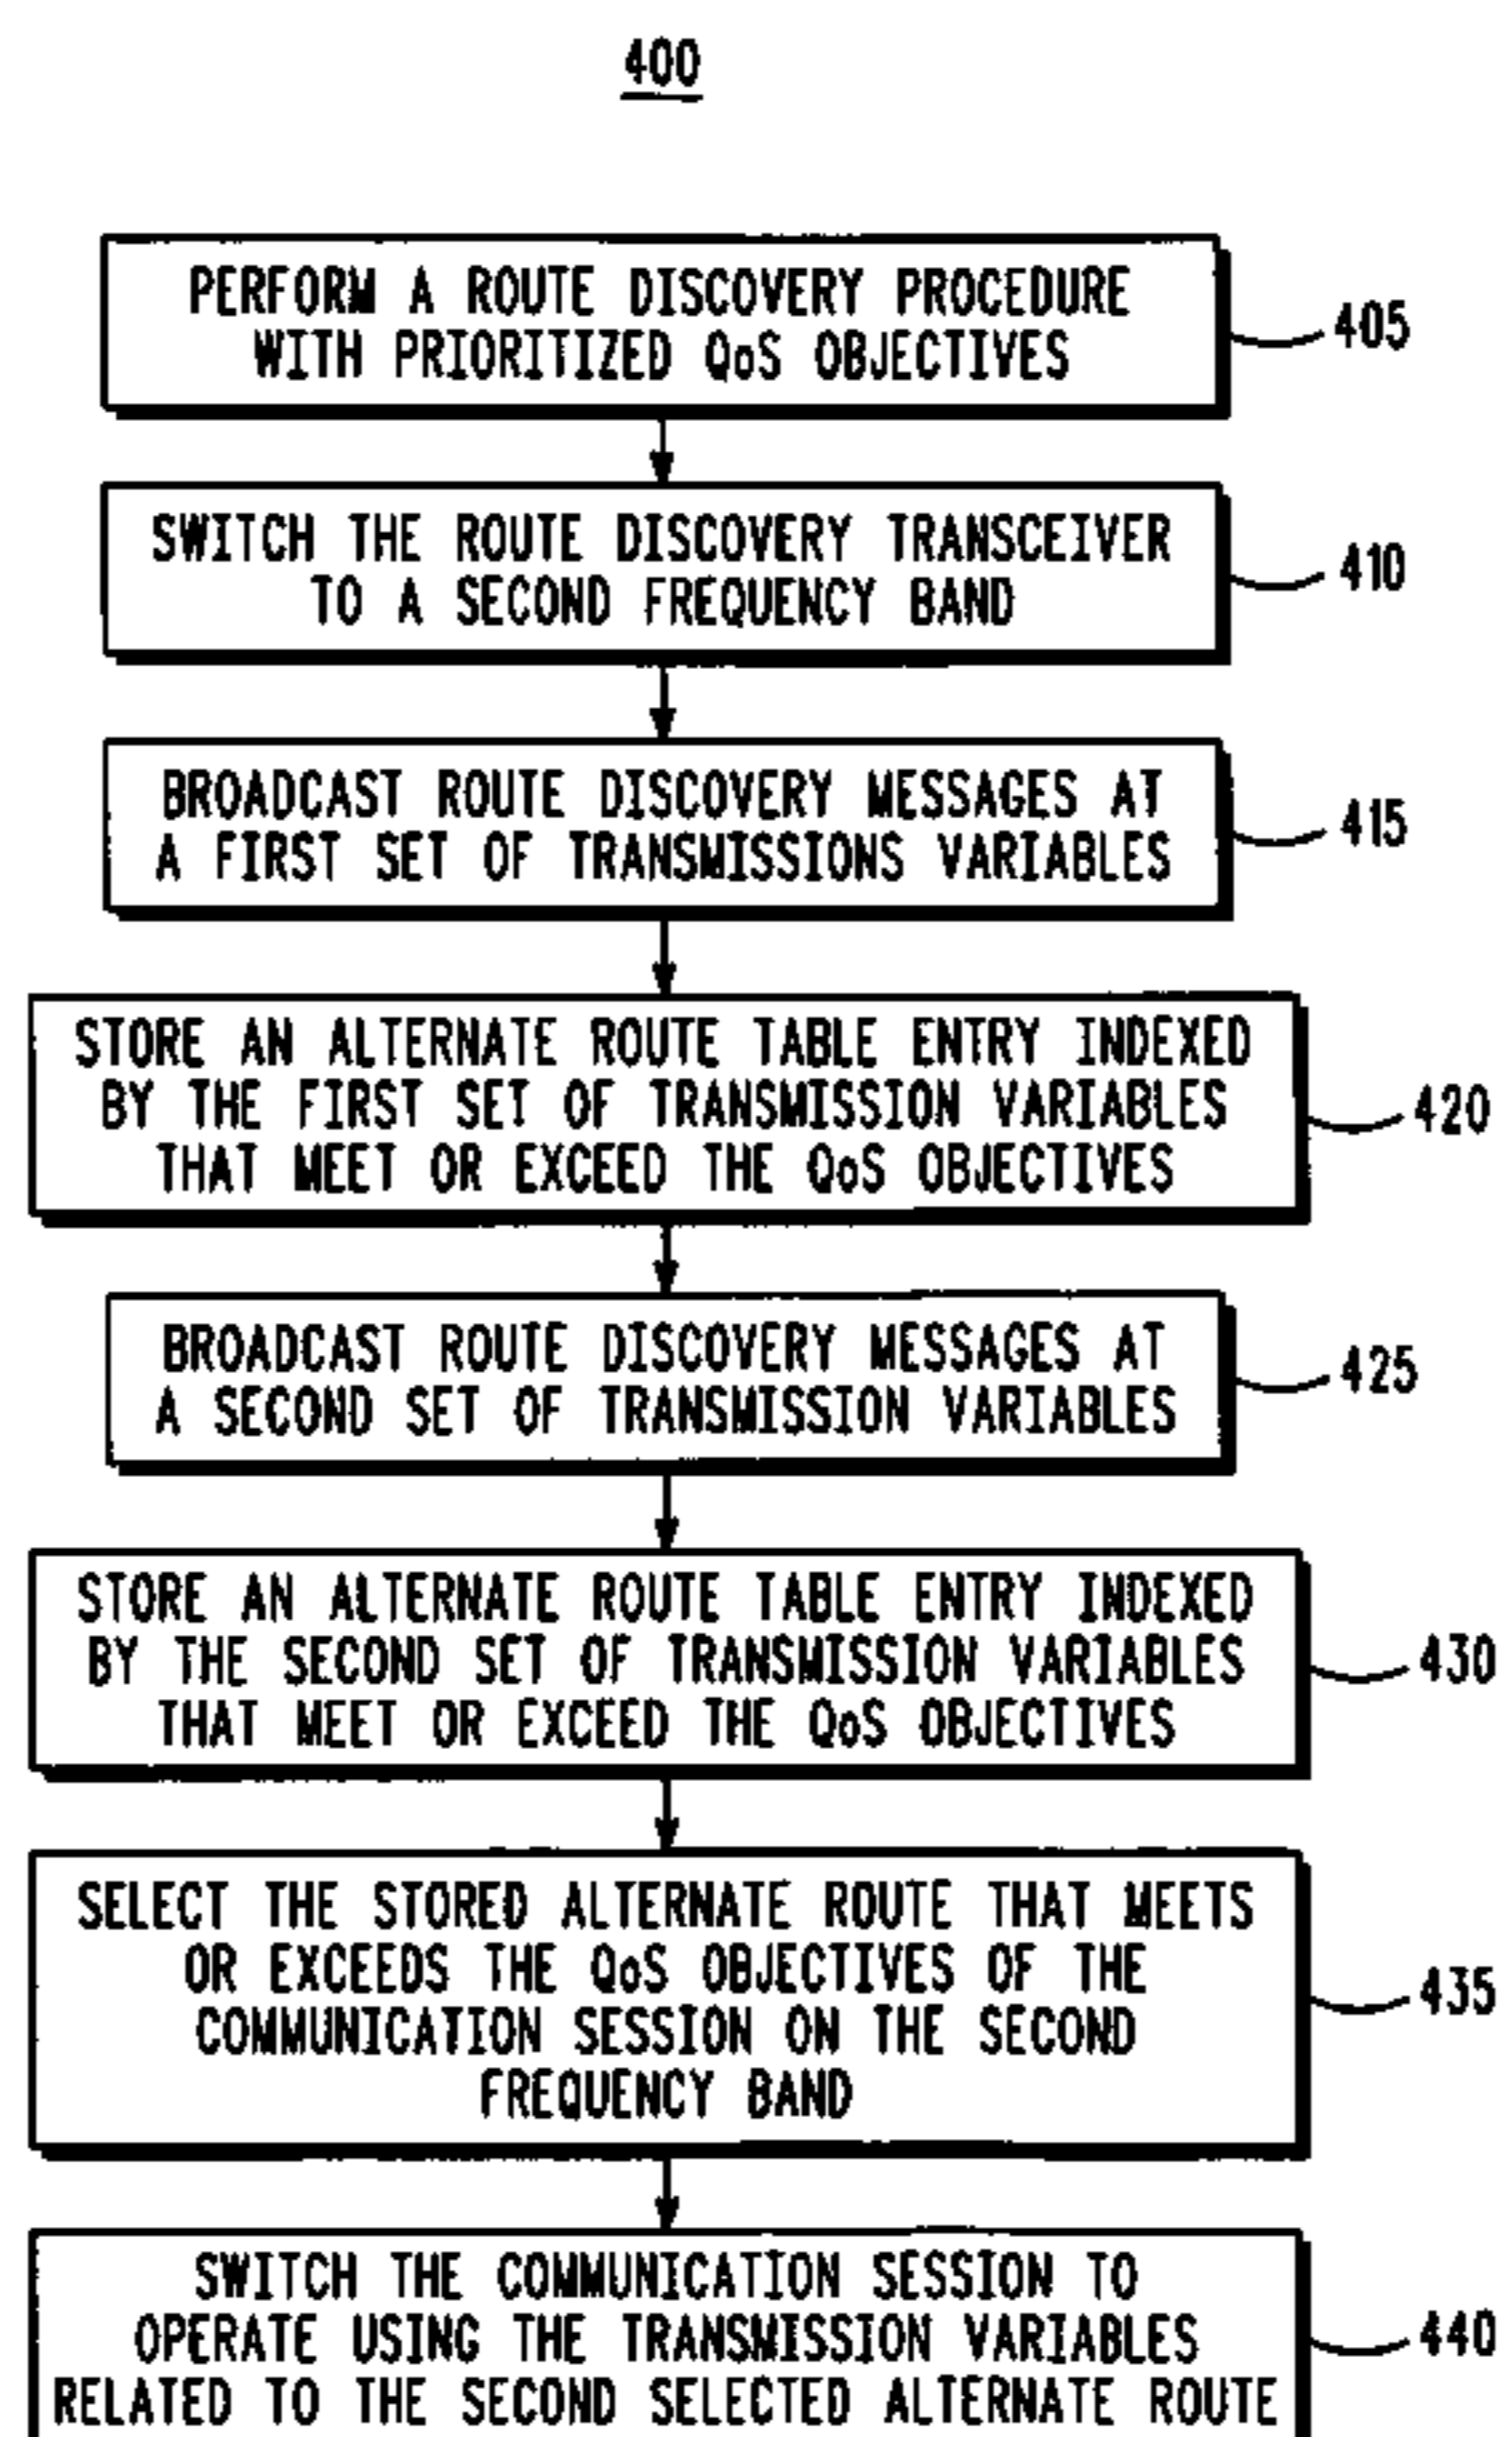 400
PERFORM A ROUTE DISCOVERY PROCEDURE
WITH PRIORITIZED QoS OBJECTIVES
405
SWITCH THE ROUTE DISCOVERY TRANSCEIVER
TO A SECOND FREQUENCY BAND
410
BROADCAST ROUTE DISCOVERY MESSAGES AT
A FIRST SET OF TRANSMISSIONS VARIABLES
415
STORE AN ALTERNATE ROUTE TABLE ENTRY INDEXED
BY THE FIRST SET OF TRANSMISSION VARIABLES
THAT MEET OR EXCEED THE QoS OBJECTIVES
420
BROADCAST ROUTE DISCOVERY MESSAGES AT
A SECOND SET OF TRANSMISSION VARIABLES
425
STORE AN ALTERNATE ROUTE TABLE ENTRY INDEXED
BY THE SECOND SET OF TRANSMISSION VARIABLES
THAT MEET OR EXCEED THE QoS OBJECTIVES
430
SELECT THE STORED ALTERNATE ROUTE THAT MEETS
OR EXCEEDS THE QoS OBJECTIVES OF THE
COMMUNICATION SESSION ON THE SECOND
FREQUENCY BAND
435
SWITCH THE COMMUNICATION SESSION TO
OPERATE USING THE TRANSMISSION VARIABLES
RELATED TO THE SECOND SELECTED ALTERNATE ROUTE
440